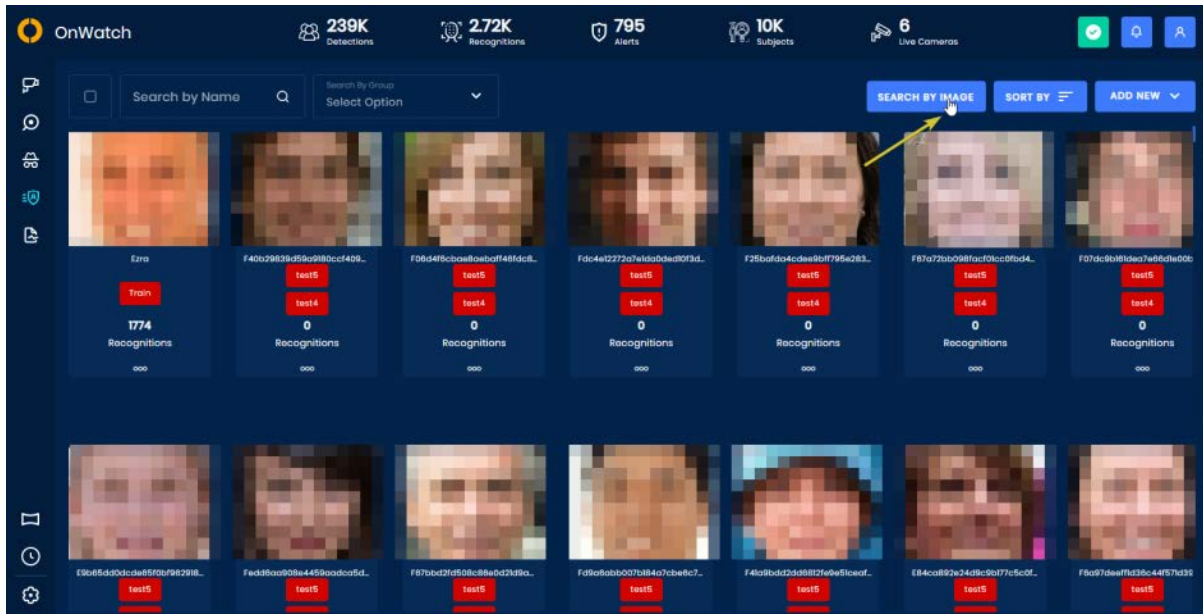 OnWatch
239K
Detections
2.72K
Recognitions
795
Alerts
10K
Subjects
6
Live Cameras
Search by Name
Search By Group
Select Option
SEARCH BY IMAGE
SORT BY
ADD NEW
Ezra
Train
test5 test5 test5 test5 test5 test5
test4 test4 test4 test4 test4 test4
1774 0 0 0 0 0 0
Recognitions Recognitions Recognitions Recognitions Recognitions Recognitions Recognitions
test5 test5 test5 test5 test5 test5 test5